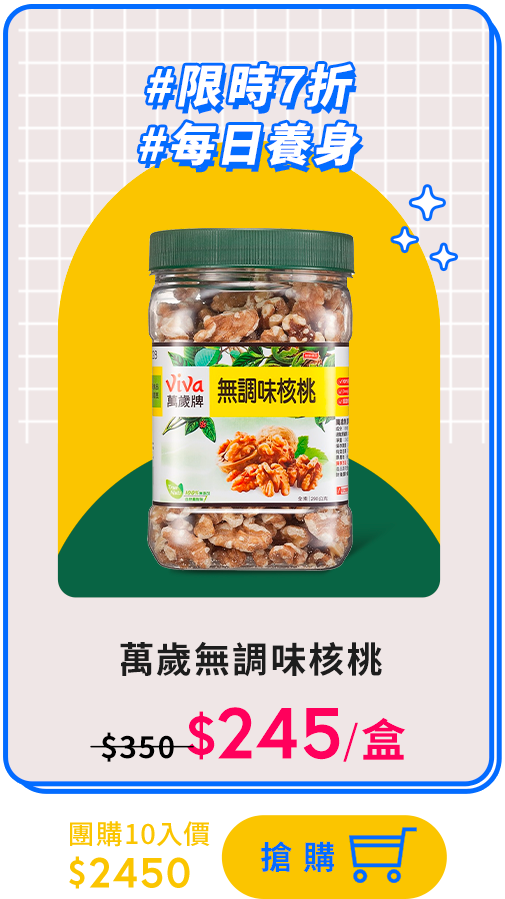 #限時7折
#每日養身
viva
萬歲牌
無調味核桃
萬歲無調味核桃
$350 $245/盒
團購10入價
$2450
搶購